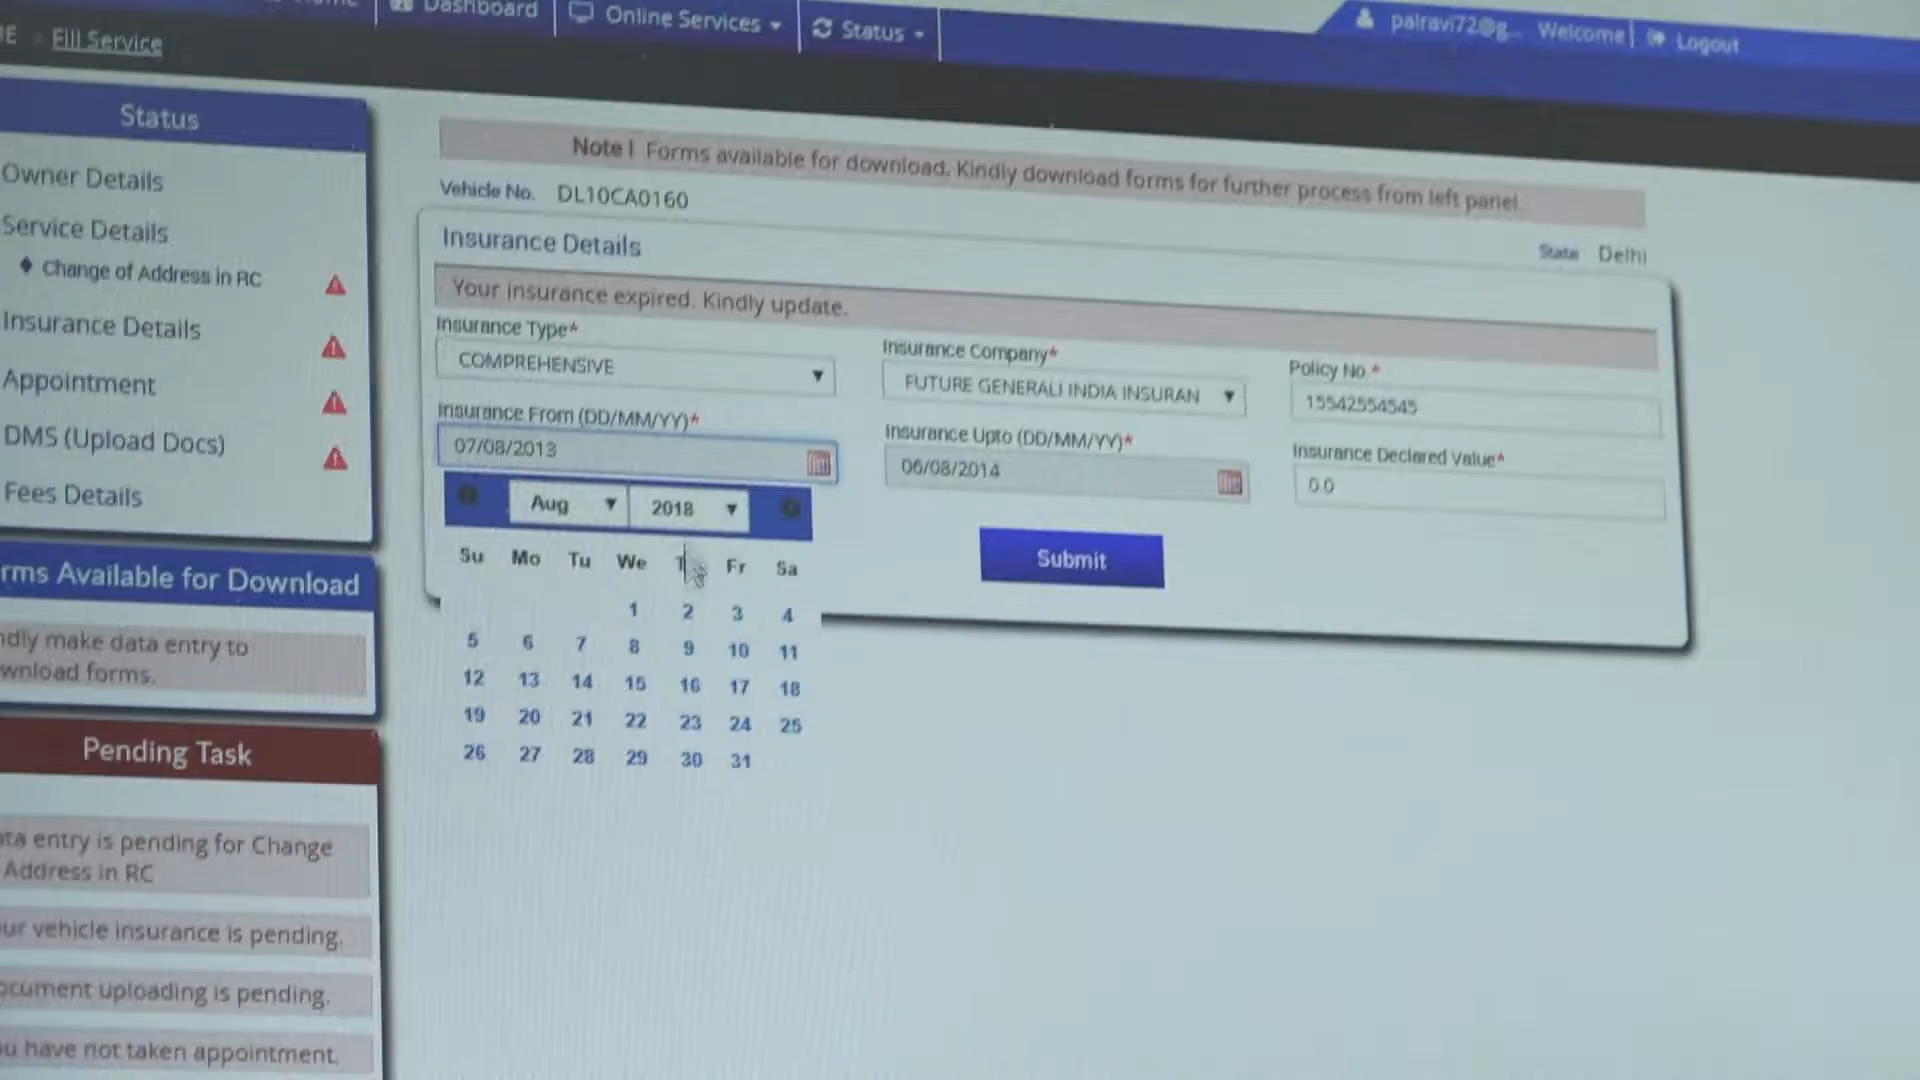 Dashboard
Online Services
Status
palravi72@g...
Welcome
Logout
E
Fill Service
Status
Owner Details
Service Details
Change of Address in RC
Insurance Details
Appointment
DMS (Upload Docs)
Fees Details
rms Available for Download
ndly make data entry to
wnload forms.
Pending Task
ata entry is pending for Change
Address in RC
ur vehicle insurance is pending.
ocument uploading is pending.
u have not taken appointment.
Note ! Forms available for download. Kindly download forms for further process from left panel.
Vehicle No. DL10CA0160
State Delhi
Insurance Details
Your insurance expired. Kindly update.
Insurance Type*
COMPREHENSIVE
Insurance Company*
FUTURE GENERALI INDIA INSURAN
Policy No.*
15542554545
Insurance From (DD/MM/YY)*
07/08/2013
Insurance Upto (DD/MM/YY)*
06/08/2014
Insurance Declared Value*
0.0
Aug 2018
Su Mo Tu We T Fr Sa
1 2 3 4
5 6 7 8 9 10 11
12 13 14 15 16 17 18
19 20 21 22 23 24 25
26 27 28 29 30 31
Submit